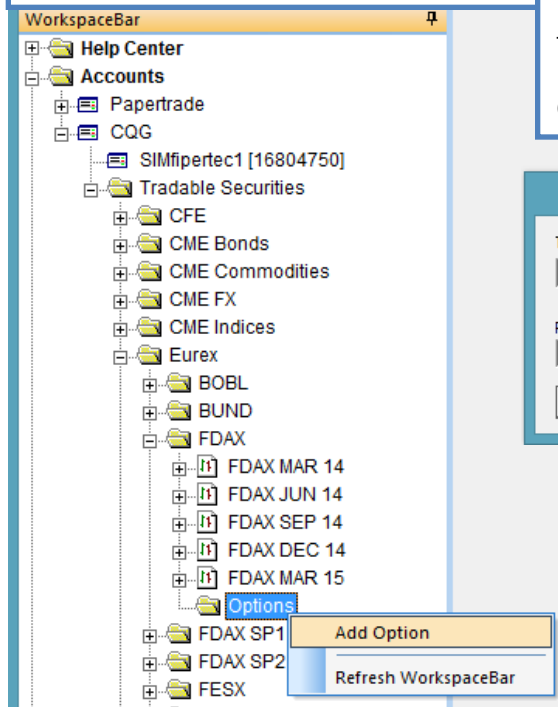 WorkspaceBar
Help Center
Accounts
Papertrade
CQG
SIMfipertec1 [16804750]
Tradable Securities
CFE
CME Bonds
CME Commodities
CME FX
CME Indices
Eurex
BOBL
BUND
FDAX
FDAX MAR 14
FDAX JUN 14
FDAX SEP 14
FDAX DEC 14
FDAX MAR 15
Options
Add Option
FDAX SP1
FDAX SP2
Refresh WorkspaceBar
FESX